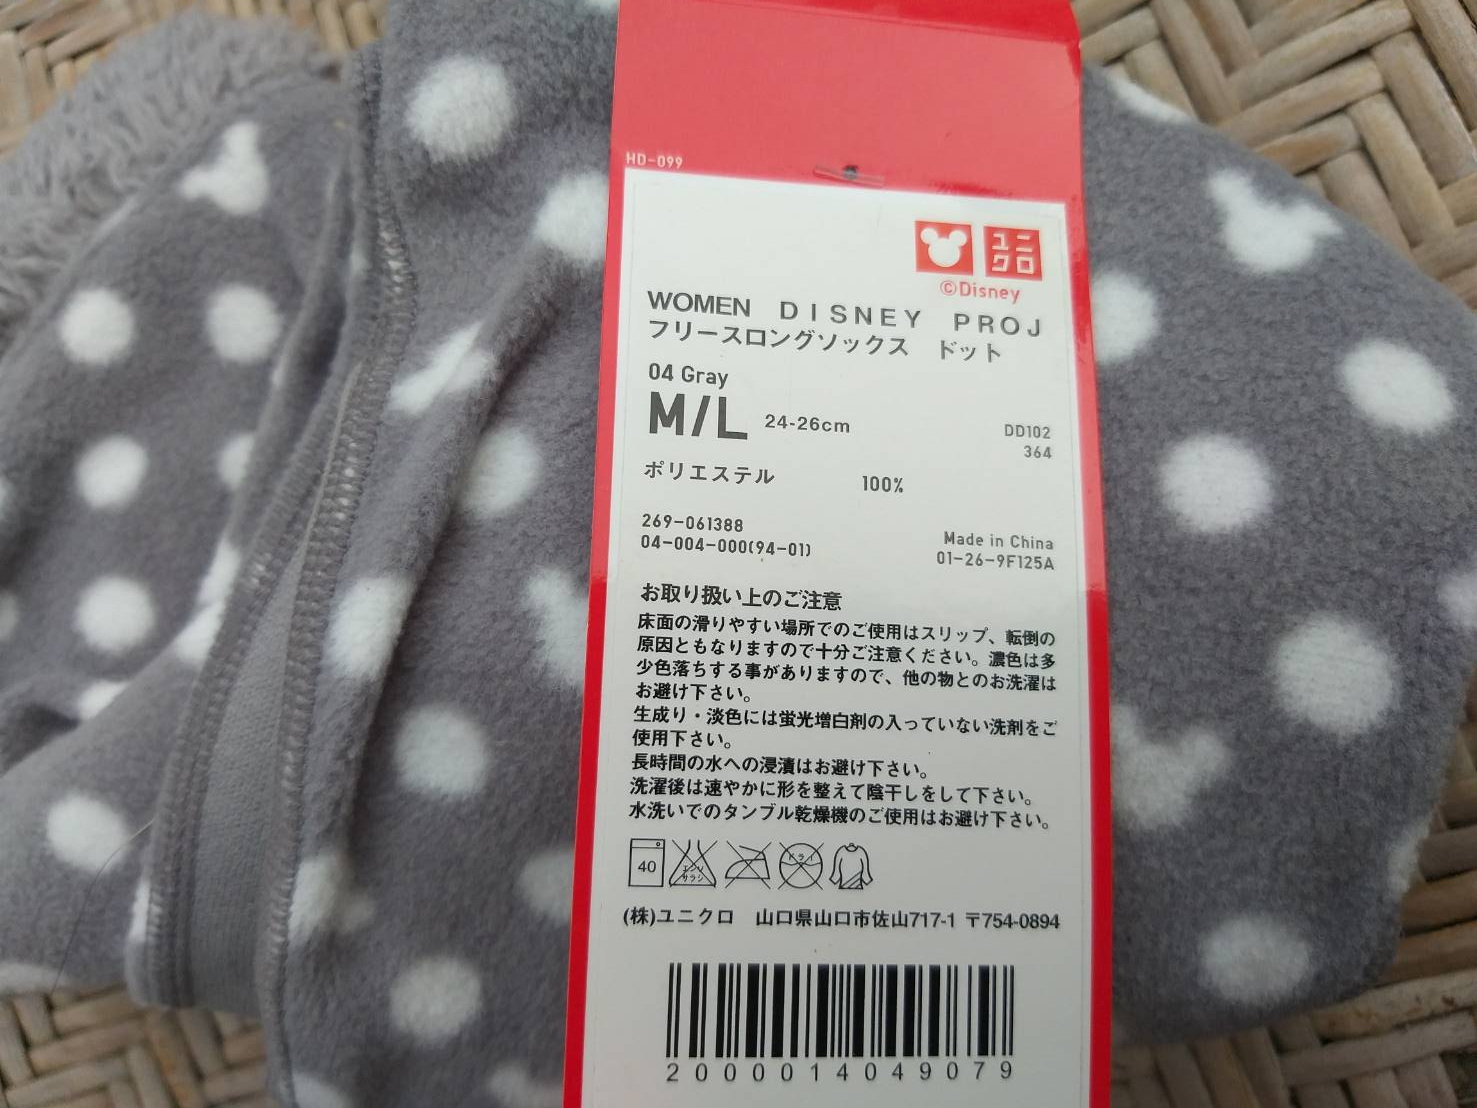 HD-099
ユニ
クロ
©Disney
WOMEN DISNEY PROJ
フリースロングソックス ドット
04 Gray
M/L 24-26cm
DD102
364
ポリエステル 100%
269-061388
04-004-000(94-01)
Made in China
01-26-9F125A
お取り扱い上のご注意
床面の滑りやすい場所でのご使用はスリップ、転倒の
原因ともなりますので十分ご注意ください。濃色は多
少色落ちする事がありますので、他の物とのお洗濯は
お避け下さい。
生成り・淡色には蛍光増白剤の入っていない洗剤をご
使用下さい。
長時間の水への浸漬はお避け下さい。
洗濯後は速やかに形を整えて陰干しをして下さい。
水洗いでのタンブル乾燥機のご使用はお避け下さい。
40 エンソサラシ ドライ
(株)ユニクロ 山口県山口市佐山717-1 〒754-0894
2000014049079